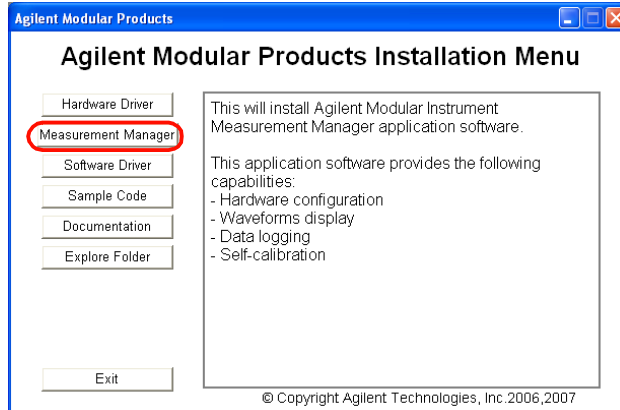 Agilent Modular Products
Agilent Modular Products Installation Menu
Hardware Driver
Measurement Manager
Software Driver
Sample Code
Documentation
Explore Folder
Exit
This will install Agilent Modular Instrument
Measurement Manager application software.
This application software provides the following
capabilities:
- Hardware configuration
- Waveforms display
- Data logging
- Self-calibration
© Copyright Agilent Technologies, Inc.2006,2007